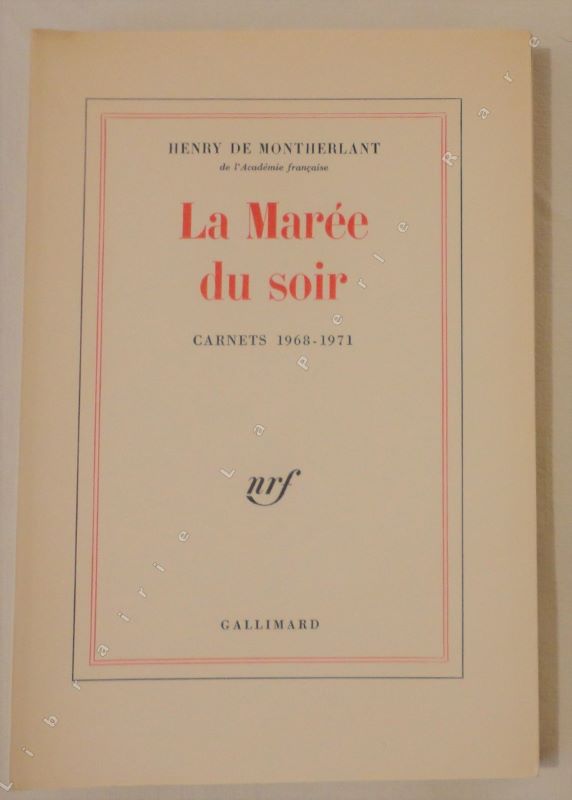 HENRY DE MONTHERLANT
de l'Académie française
La Marée
du soir
CARNETS 1968-1971
nrf
GALLIMARD
Librairie La Perle Rare